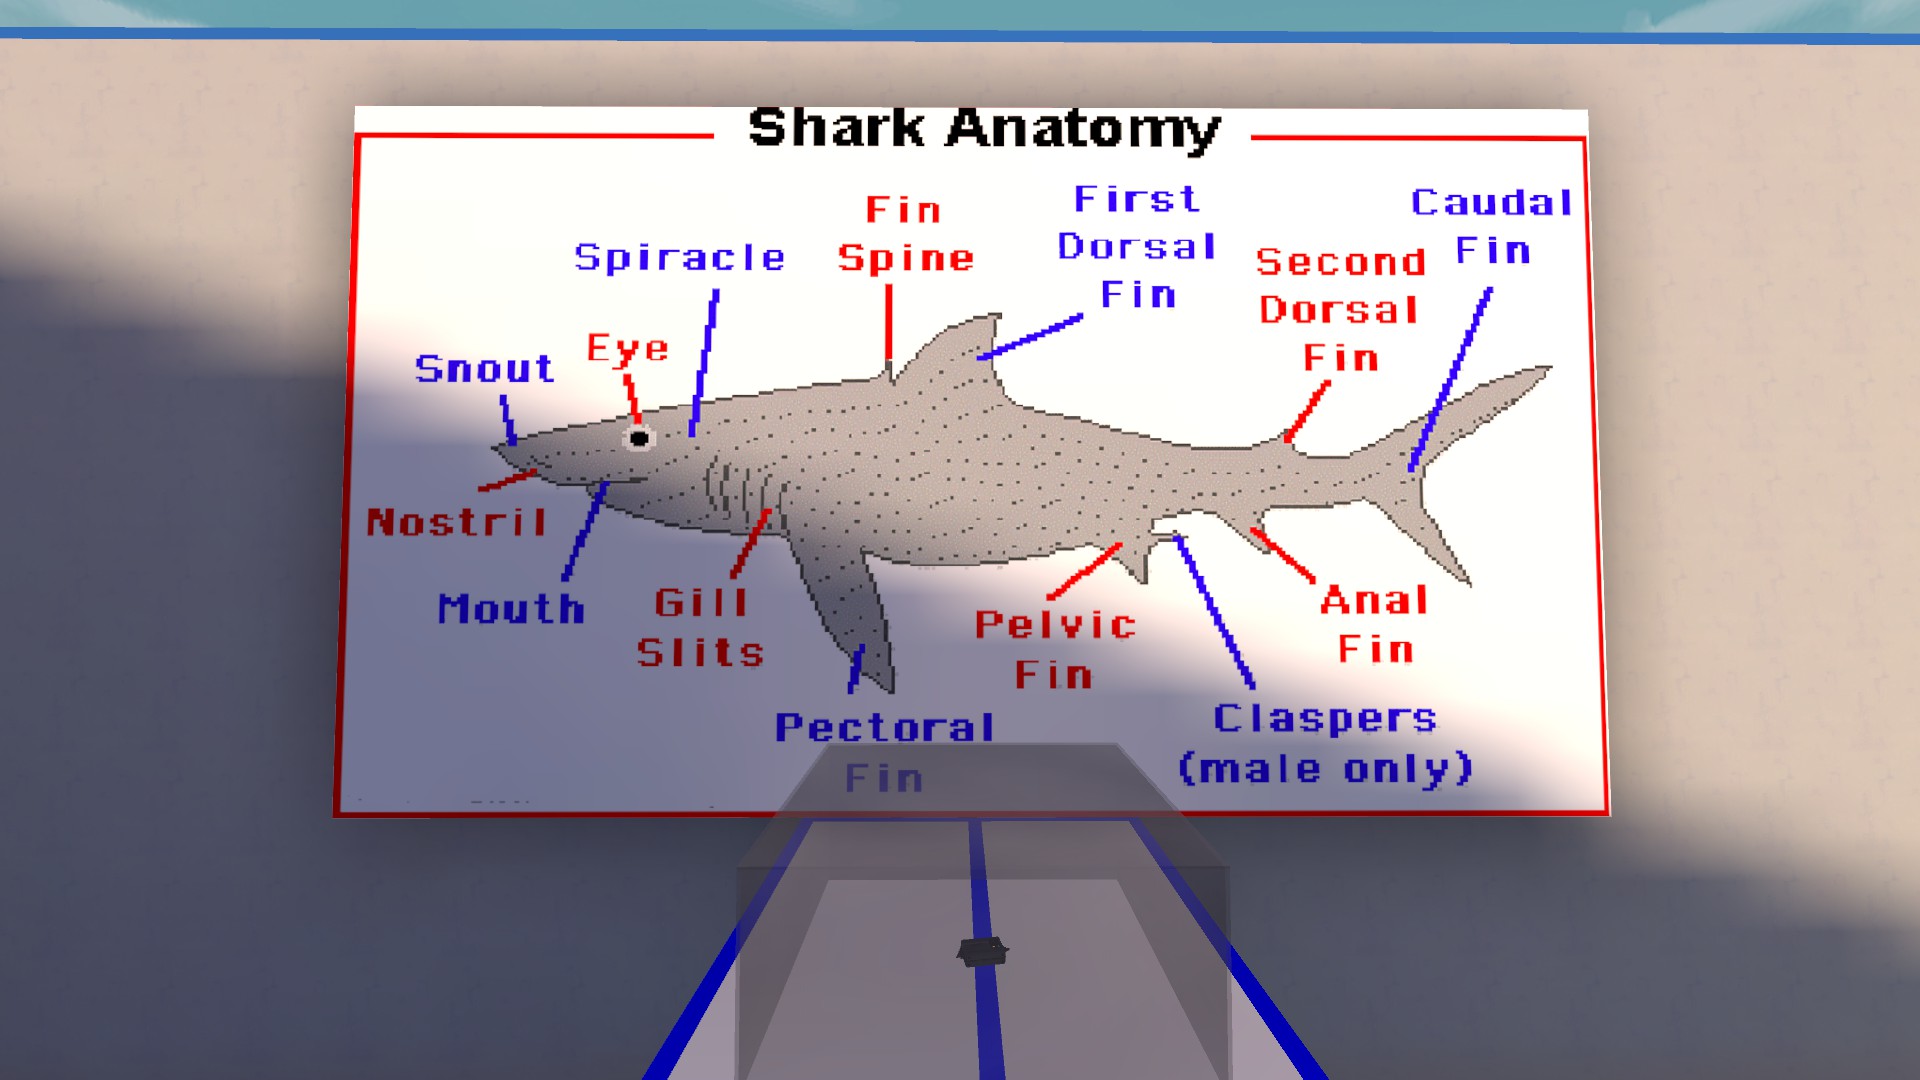 Shark Anatomy
Fin
Spine
First
Dorsal
Fin
Caudal
Fin
Spiracle
Second
Dorsal
Fin
Eye
Snout
Nostril
Mouth
Gill
Slits
Pectoral
Fin
Pelvic
Fin
Anal
Fin
Claspers
(male only)